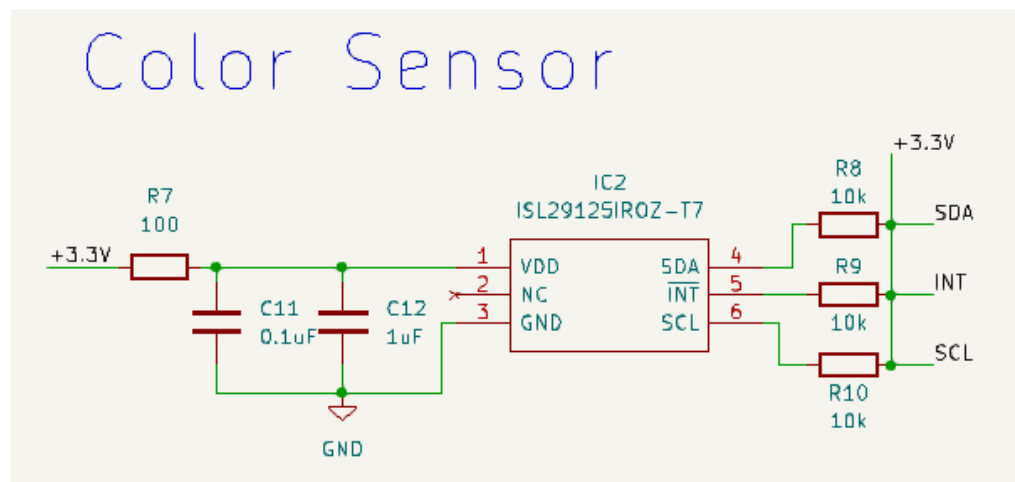 Color Sensor
+3.3V
R7
100
C11
0.1uF
C12
1uF
GND
IC2
ISL29125IROZ-T7
1
VDD
2
NC
3
GND
SDA
4
INT
5
SCL
6
+3.3V
R8
10k
SDA
R9
10k
INT
R10
10k
SCL